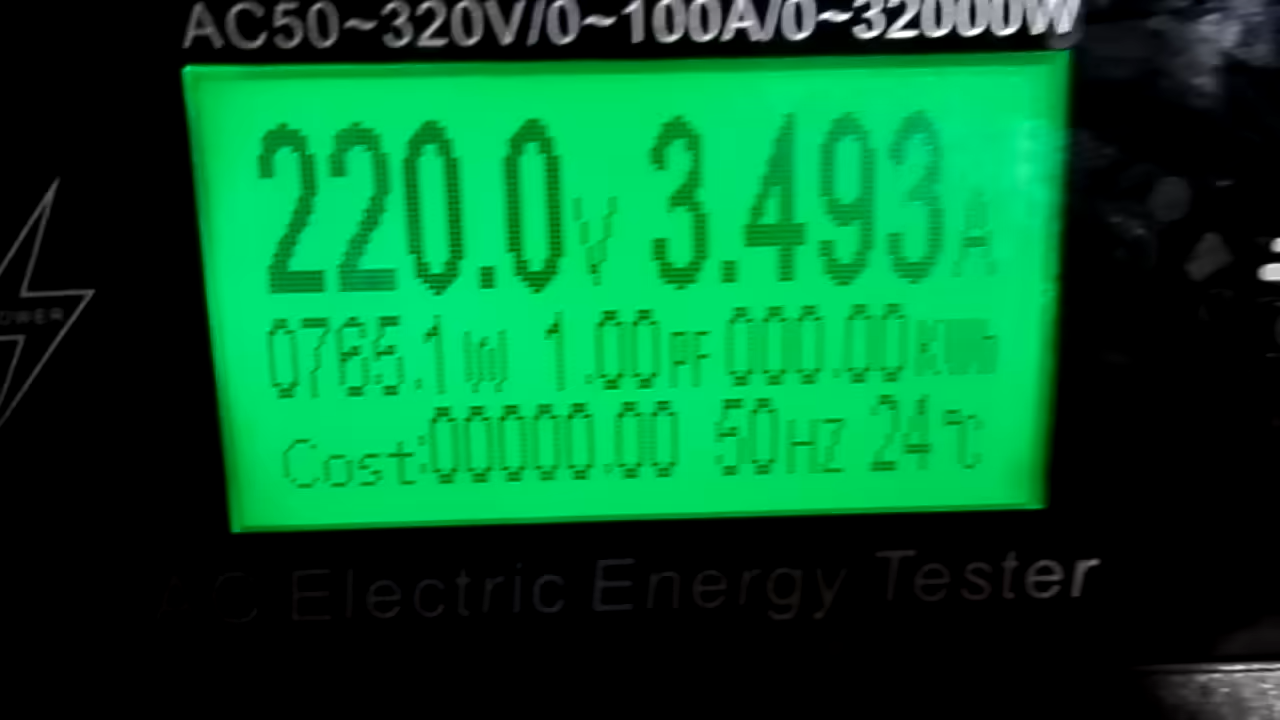 AC50~320V/0~100A/0~32000W
220.0V 3.493A
0765.1W 1.00PF 000.00KWh
Cost:00000.00 50HZ 24℃
AC Electric Energy Tester